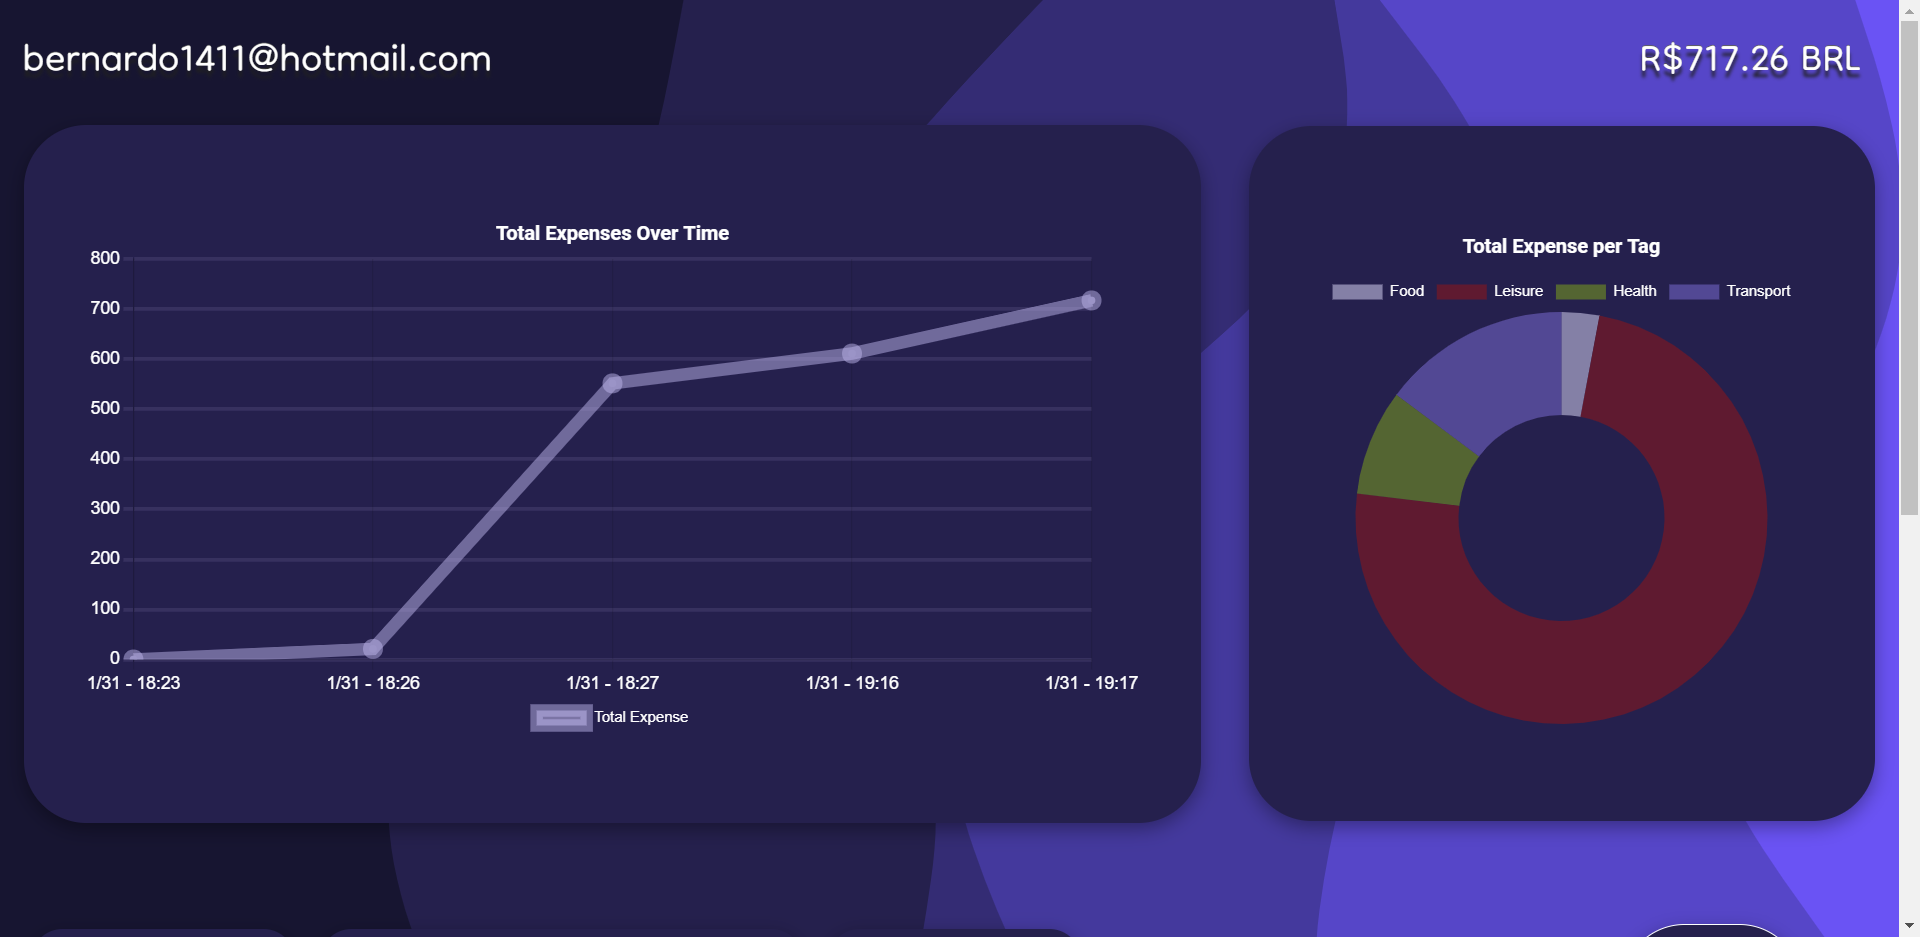 bernardo1411@hotmail.com
R$717.26 BRL
Total Expenses Over Time
800
700
600
500
400
300
200
100
0
1/31 - 18:23 1/31 - 18:26 1/31 - 18:27 1/31 - 19:16 1/31 - 19:17
Total Expense
Total Expense per Tag
Food Leisure Health Transport